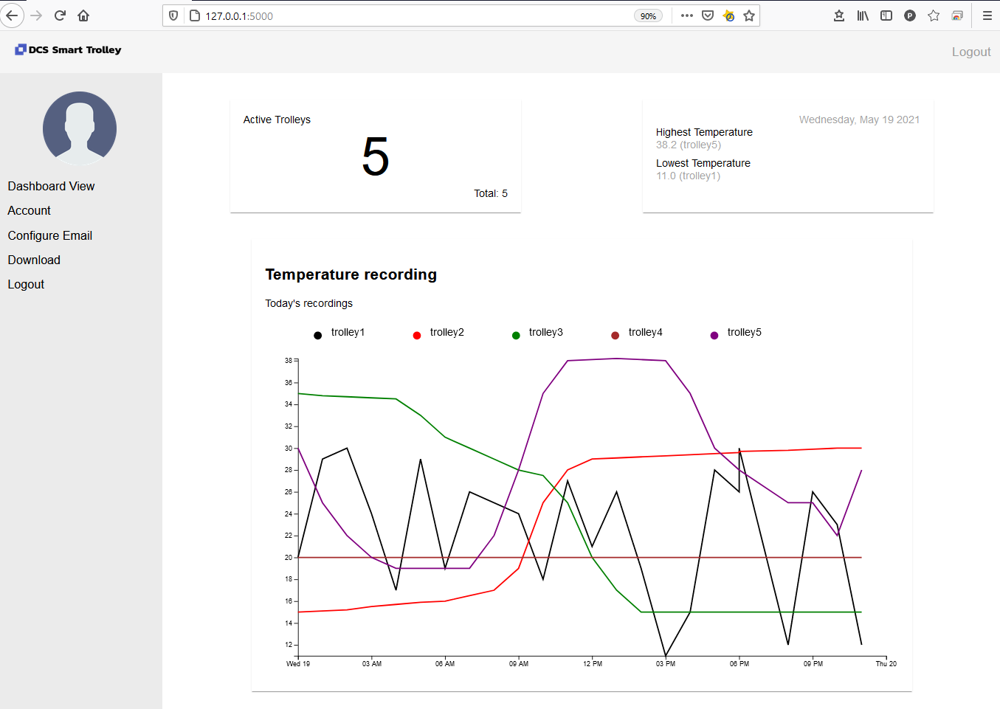 127.0.0.1:5000
90%
P
DCS Smart Trolley
Logout
Dashboard View
Account
Configure Email
Download
Logout
Active Trolleys
5
Total: 5
Wednesday, May 19 2021
Highest Temperature
38.2 (trolley5)
Lowest Temperature
11.0 (trolley1)
Temperature recording
Today's recordings
trolley1 trolley2 trolley3 trolley4 trolley5
38
36
34
32
30
28
26
24
22
20
18
16
14
12
Wed 19 03 AM 06 AM 09 AM 12 PM 03 PM 06 PM 09 PM Thu 20